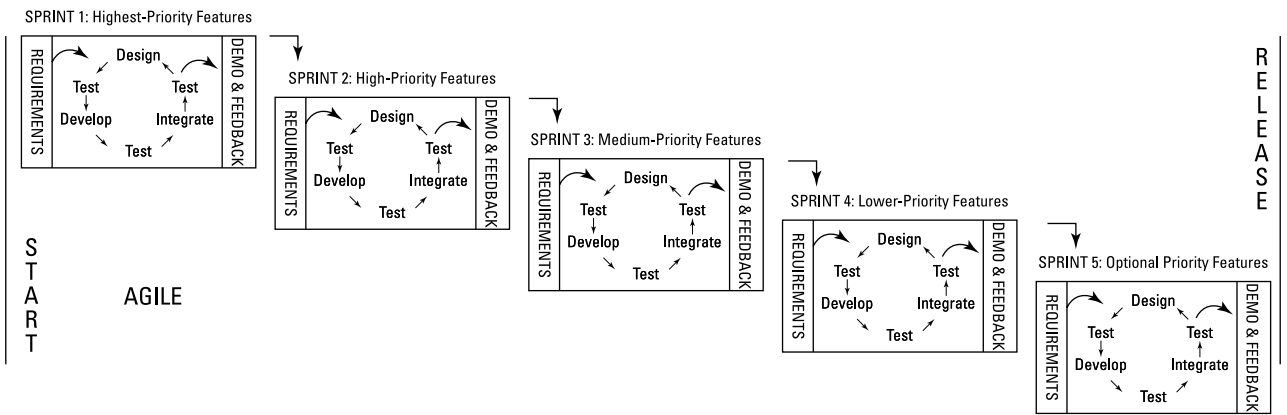 SPRINT 1: Highest-Priority Features
REQUIREMENTS
Design
Test
Test
Develop
Integrate
Test
DEMO & FEEDBACK
SPRINT 2: High-Priority Features
REQUIREMENTS
Design
Test
Test
Develop
Integrate
Test
DEMO & FEEDBACK
SPRINT 3: Medium-Priority Features
REQUIREMENTS
Design
Test
Test
Develop
Integrate
Test
DEMO & FEEDBACK
SPRINT 4: Lower-Priority Features
REQUIREMENTS
Design
Test
Test
Develop
Integrate
Test
DEMO & FEEDBACK
SPRINT 5: Optional Priority Features
REQUIREMENTS
Design
Test
Test
Develop
Integrate
Test
DEMO & FEEDBACK
START
AGILE
RELEASE